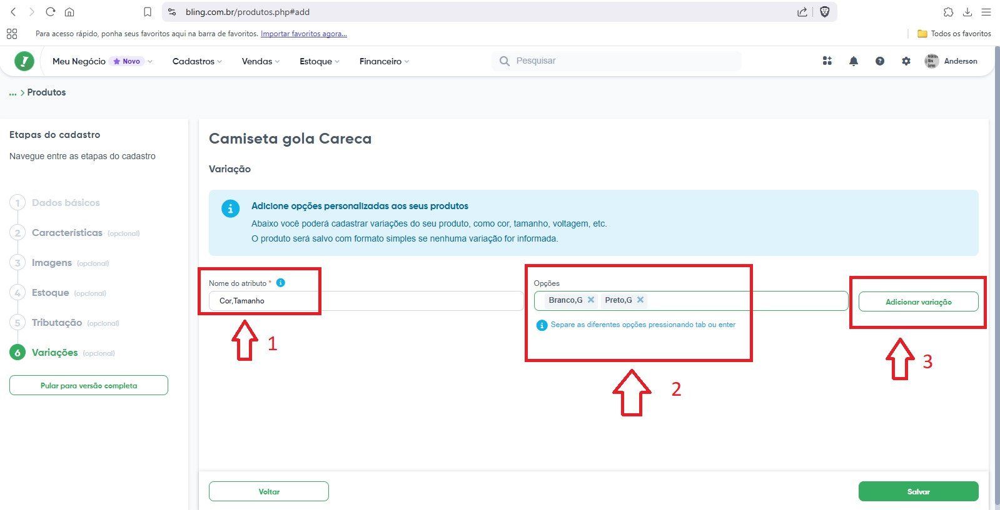 bling.com.br/produtos.php#add
Para acesso rápido, ponha seus favoritos aqui na barra de favoritos. Importar favoritos agora...
Todos os favoritos
Meu Negócio Novo Cadastros Vendas Estoque Financeiro Pesquisar Anderson
... > Produtos
Etapas do cadastro
Navegue entre as etapas do cadastro
1 Dados básicos
2 Características (opcional)
3 Imagens (opcional)
4 Estoque (opcional)
5 Tributação (opcional)
6 Variações (opcional)
Pular para versão completa
Camiseta gola Careca
Variação
Adicione opções personalizadas aos seus produtos
Abaixo você poderá cadastrar variações do seu produto, como cor, tamanho, voltagem, etc.
O produto será salvo com formato simples se nenhuma variação for informada.
Nome do atributo *
Cor,Tamanho
1
Opções
Branco,G Preto,G
Separe as diferentes opções pressionando tab ou enter
2
Adicionar variação
3
Voltar
Salvar